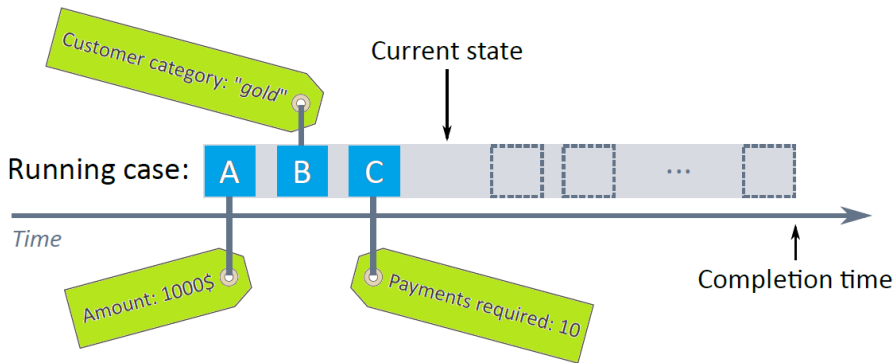 Customer category: "gold"
Current state
Running case:
A
B
C
...
Time
Amount: 1000$
Payments required: 10
Completion time